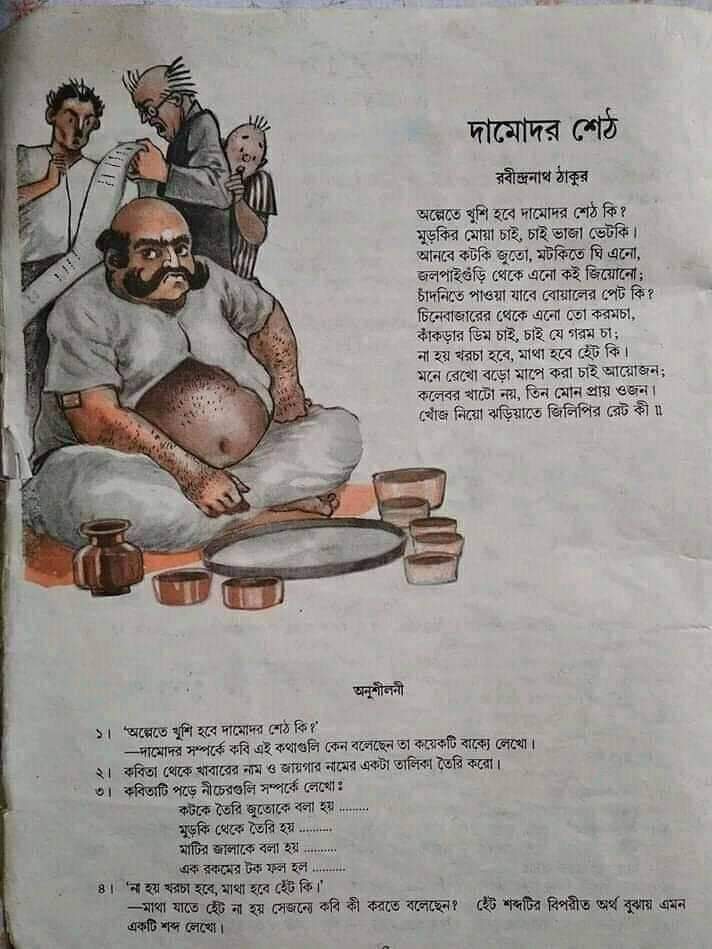 দামোদর শেঠ
রবীন্দ্রনাথ ঠাকুর
অল্পেতে খুশি হবে দামোদর শেঠ কি?
মুড়কির মোয়া চাই, চাই ভাজা ভেটকি।
আনবে কটকি জুতো, মটকিতে ঘি এনো,
জলপাইগুঁড়ি থেকে এনো কই জিয়োনো;
চাঁদনিতে পাওয়া যাবে বোয়ালের পেট কি?
চিনেবাজারের থেকে এনো তো করমচা,
কাঁকড়ার ডিম চাই, চাই যে গরম চা;
না হয় খরচা হবে, মাথা হবে হেঁট কি।
মনে রেখো বড়ো মাপে করা চাই আয়োজন;
কলেবর খাটো নয়, তিন মোন প্রায় ওজন।
খোঁজ নিয়ো ঝড়িয়াতে জিলিপির রেট কী॥
অনুশীলনী
১। 'অল্পেতে খুশি হবে দামোদর শেঠ কি?'
—দামোদর সম্পর্কে কবি এই কথাগুলি কেন বলেছেন তা কয়েকটি বাক্যে লেখো।
২। কবিতা থেকে খাবারের নাম ও জায়গার নামের একটা তালিকা তৈরি করো।
৩। কবিতাটি পড়ে নীচেরগুলি সম্পর্কে লেখোঃ
কটকে তৈরি জুতোকে বলা হয় .........
মুড়কি থেকে তৈরি হয় ..........
মাটির জালাকে বলা হয় ..........
এক রকমের টক ফল হল ..........
৪। 'না হয় খরচা হবে, মাথা হবে হেঁট কি।'
—মাথা যাতে হেঁট না হয় সেজন্যে কবি কী করতে বলেছেন? হেঁট শব্দটির বিপরীত অর্থ বুঝায় এমন
একটি শব্দ লেখো।